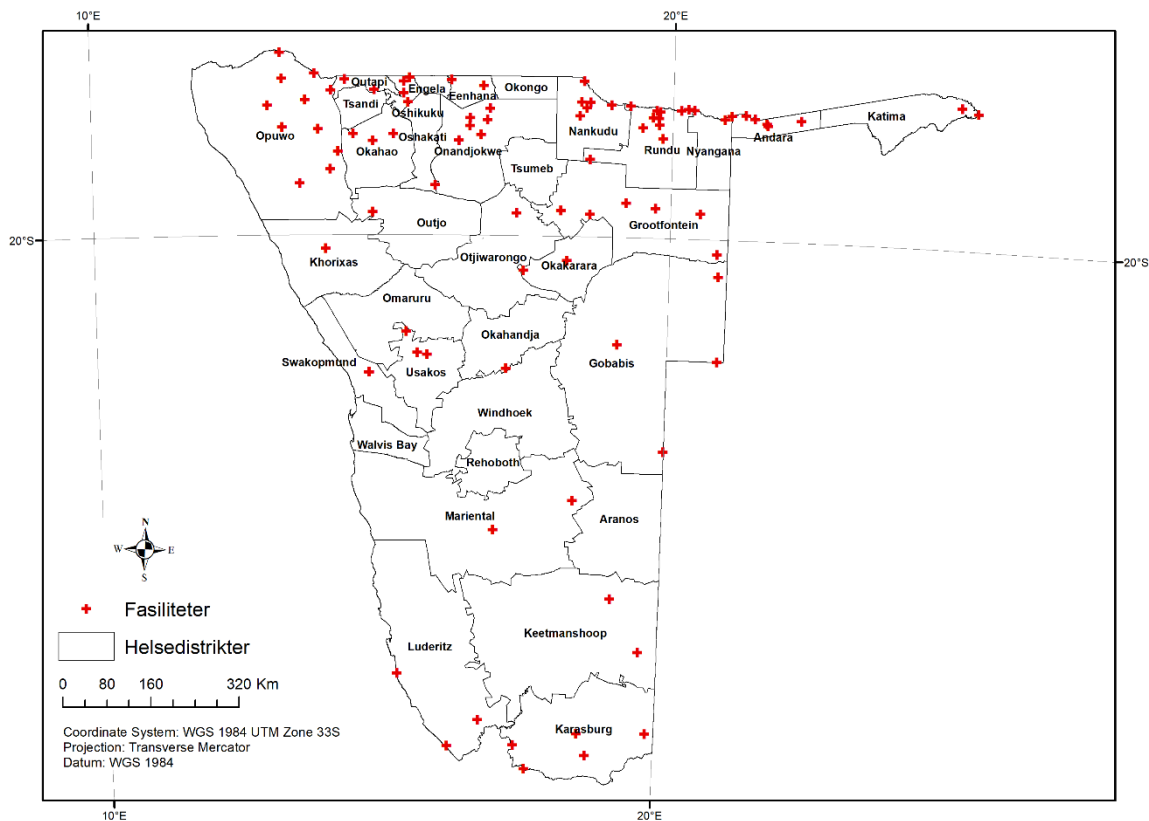 10°E
20°E
Outapi
Engela
Okongo
Eenhana
Tsandi
Oshikuku
Katima
Opuwo
Oshakati
Nankudu
Andara
Okahao
Onandjokwe
Rundu
Nyangana
Tsumeb
Outjo
Grootfontein
20°S
Khorixas
Otjiwarongo
Okakarara
20°S
Omaruru
Okahandja
Swakopmund
Usakos
Gobabis
Windhoek
Walvis Bay
Rehoboth
Mariental
Aranos
N
W
E
S
Fasiliteter
Keetmanshoop
Helsedistrikter
Luderitz
0 80 160 320 Km
Karasburg
Coordinate System: WGS 1984 UTM Zone 33S
Projection: Transverse Mercator
Datum: WGS 1984
10°E
20°E